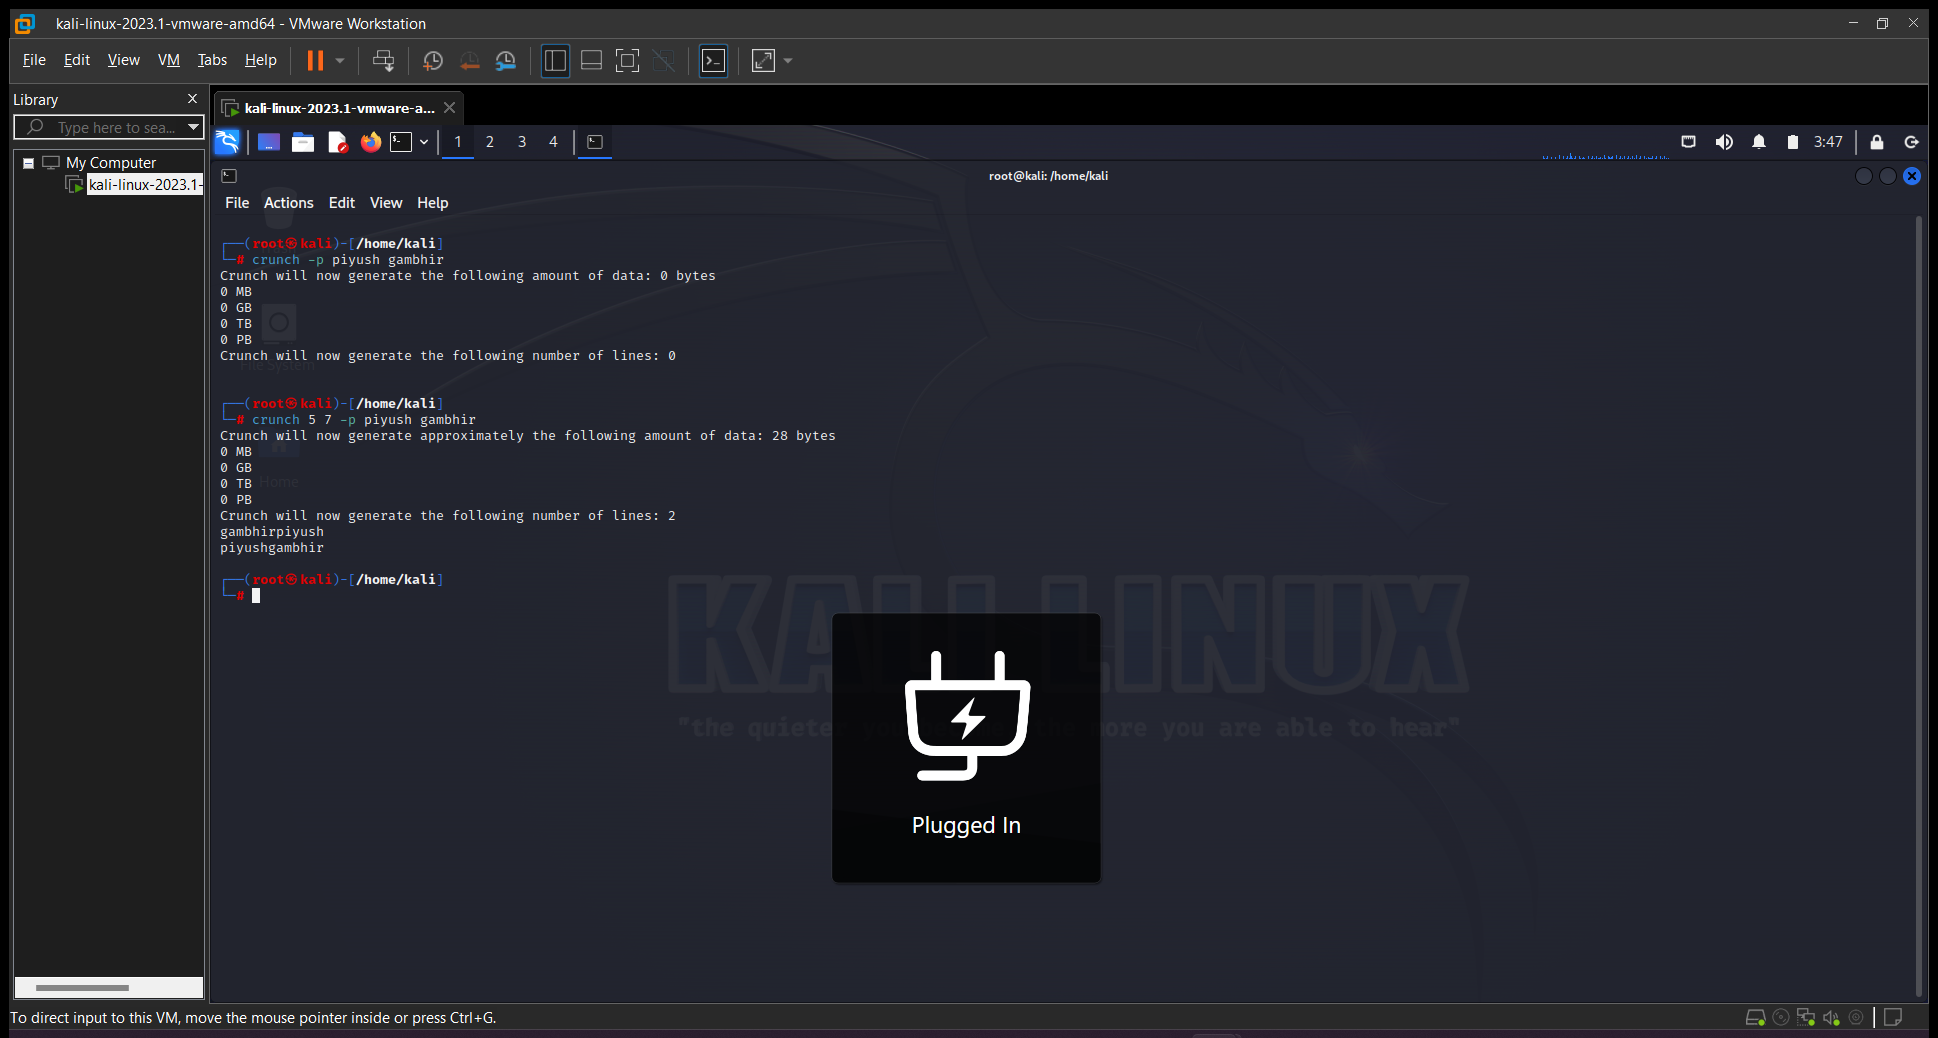 kali-linux-2023.1-vmware-amd64 - VMware Workstation
File Edit View VM Tabs Help
Library
kali-linux-2023.1-vmware-a...
Type here to sea...
1 2 3 4
3:47
My Computer
kali-linux-2023.1-
root@kali: /home/kali
File Actions Edit View Help
┌──(root㉿kali)-[/home/kali]
└─# crunch -p piyush gambhir
Crunch will now generate the following amount of data: 0 bytes
0 MB
0 GB
0 TB
0 PB
Crunch will now generate the following number of lines: 0
File System
┌──(root㉿kali)-[/home/kali]
└─# crunch 5 7 -p piyush gambhir
Crunch will now generate approximately the following amount of data: 28 bytes
0 MB
0 GB
0 TB
Home
0 PB
Crunch will now generate the following number of lines: 2
gambhirpiyush
piyushgambhir
┌──(root㉿kali)-[/home/kali]
└─#
KALI LINUX
"the quieter you become, the more you are able to hear"
Plugged In
To direct input to this VM, move the mouse pointer inside or press Ctrl+G.